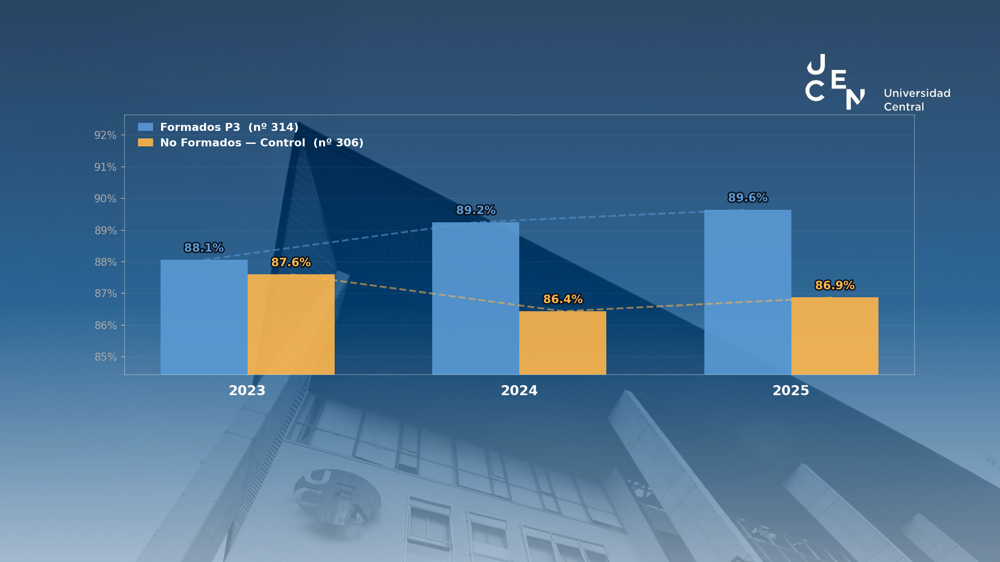 UCEN
Universidad
Central
Formados P3 (nº 314)
No Formados — Control (nº 306)
92%
91%
90%
89%
88%
87%
86%
85%
88.1%
87.6%
89.2%
86.4%
89.6%
86.9%
2023
2024
2025
UCEN